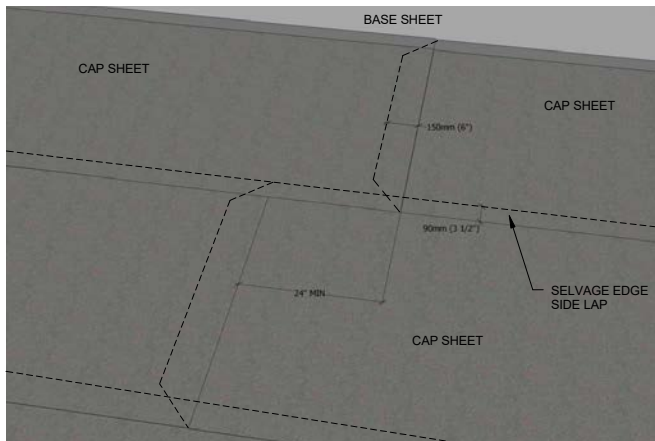 BASE SHEET
CAP SHEET
CAP SHEET
150mm (6")
90mm (3 1/2")
24" MIN
SELVAGE EDGE
SIDE LAP
CAP SHEET